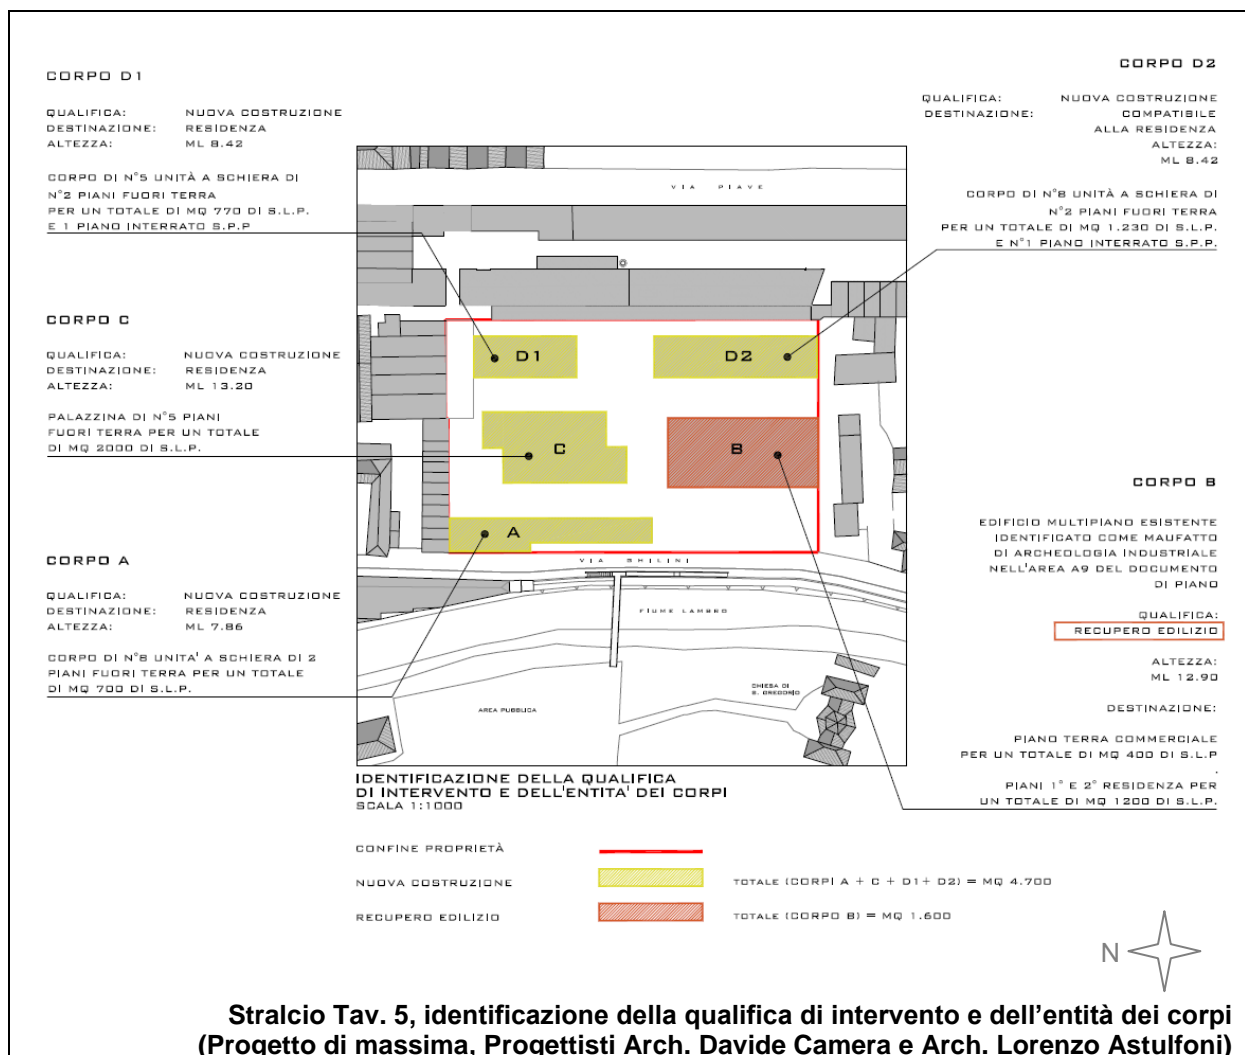 CORPO D1
QUALIFICA: NUOVA COSTRUZIONE
DESTINAZIONE: RESIDENZA
ALTEZZA: ML 8.42
CORPO DI N°5 UNITÀ A SCHIERA DI
N°2 PIANI FUORI TERRA
PER UN TOTALE DI MQ 770 DI S.L.P.
E 1 PIANO INTERRATO S.P.P
CORPO C
QUALIFICA: NUOVA COSTRUZIONE
DESTINAZIONE: RESIDENZA
ALTEZZA: ML 13.20
PALAZZINA DI N°5 PIANI
FUORI TERRA PER UN TOTALE
DI MQ 2000 DI S.L.P.
CORPO A
QUALIFICA: NUOVA COSTRUZIONE
DESTINAZIONE: RESIDENZA
ALTEZZA: ML 7.86
CORPO DI N°8 UNITA' A SCHIERA DI 2
PIANI FUORI TERRA PER UN TOTALE
DI MQ 700 DI S.L.P.
VIA PIAVE
D1
D2
C
B
A
VIA GHILINI
FIUME LAMBRO
CHIESA DI
S. GREGORIO
AREA PUBBLICA
CORPO D2
QUALIFICA: NUOVA COSTRUZIONE
DESTINAZIONE: COMPATIBILE
ALLA RESIDENZA
ALTEZZA:
ML 8.42
CORPO DI N°8 UNITÀ A SCHIERA DI
N°2 PIANI FUORI TERRA
PER UN TOTALE DI MQ 1.230 DI S.L.P.
E N°1 PIANO INTERRATO S.P.P.
CORPO B
EDIFICIO MULTIPIANO ESISTENTE
IDENTIFICATO COME MAUFATTO
DI ARCHEOLOGIA INDUSTRIALE
NELL'AREA A9 DEL DOCUMENTO
DI PIANO
QUALIFICA:
RECUPERO EDILIZIO
ALTEZZA:
ML 12.90
DESTINAZIONE:
PIANO TERRA COMMERCIALE
PER UN TOTALE DI MQ 400 DI S.L.P
.
PIANI 1° E 2° RESIDENZA PER
UN TOTALE DI MQ 1200 DI S.L.P.
IDENTIFICAZIONE DELLA QUALIFICA
DI INTERVENTO E DELL'ENTITA' DEI CORPI
SCALA 1:1000
CONFINE PROPRIETÀ
NUOVA COSTRUZIONE TOTALE (CORPI A + C + D1+ D2) = MQ 4.700
RECUPERO EDILIZIO TOTALE (CORPO B) = MQ 1.600
N
Stralcio Tav. 5, identificazione della qualifica di intervento e dell'entità dei corpi
(Progetto di massima, Progettisti Arch. Davide Camera e Arch. Lorenzo Astulfoni)